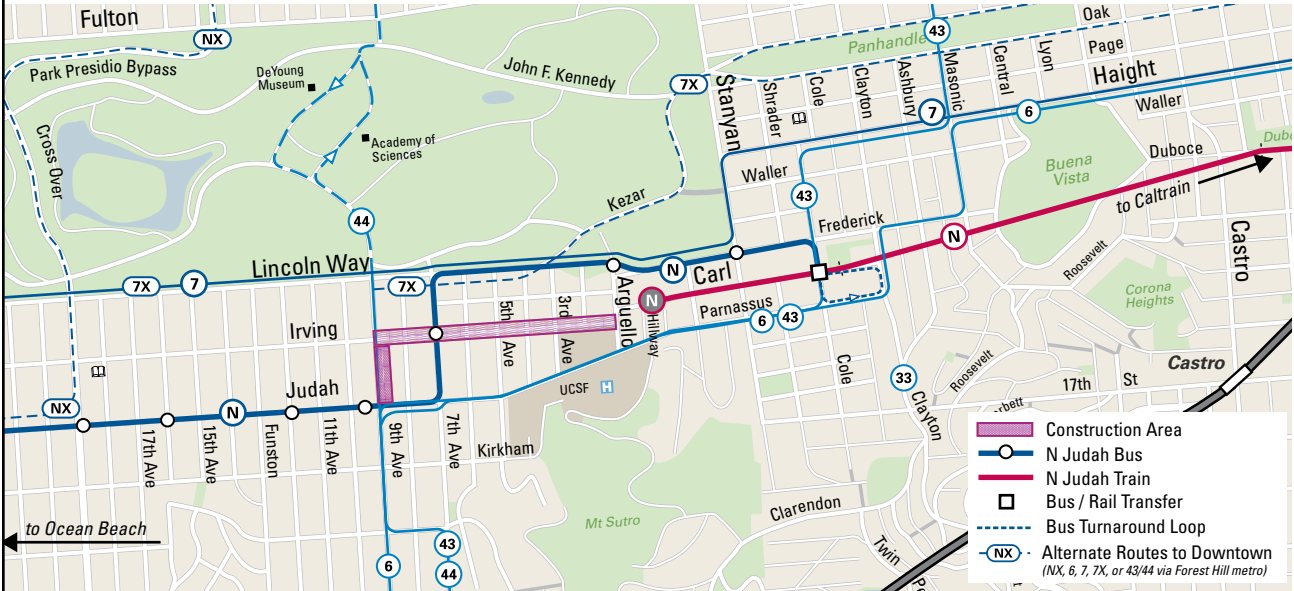 Fulton
NX
Park Presidio Bypass
DeYoung
Museum
Academy of
Sciences
Cross Over
John F. Kennedy
7X
Stanyan
Shrader
Cole
Clayton
Ashbury
Masonic
Central
Lyon
Panhandle
43
Oak
Page
Haight
7
6
Waller
Waller
43
Duboce
Buena
Vista
to Caltrain
Kezar
44
Frederick
N
Roosevelt
Castro
Lincoln Way
7X
7
7X
N
Carl
N
Arguello
Hillway
Parnassus
6
43
5th Ave
3rd Ave
Irving
Corona
Heights
Judah
UCSF
H
Cole
33
Clayton
Roosevelt
17th St
Castro
NX
N
17th Ave
15th Ave
Funston
11th Ave
9th Ave
7th Ave
Kirkham
Mt Sutro
Clarendon
Twin
to Ocean Beach
6
43
44
Construction Area
N Judah Bus
N Judah Train
Bus / Rail Transfer
Bus Turnaround Loop
NX
Alternate Routes to Downtown
(NX, 6, 7, 7X, or 43/44 via Forest Hill metro)